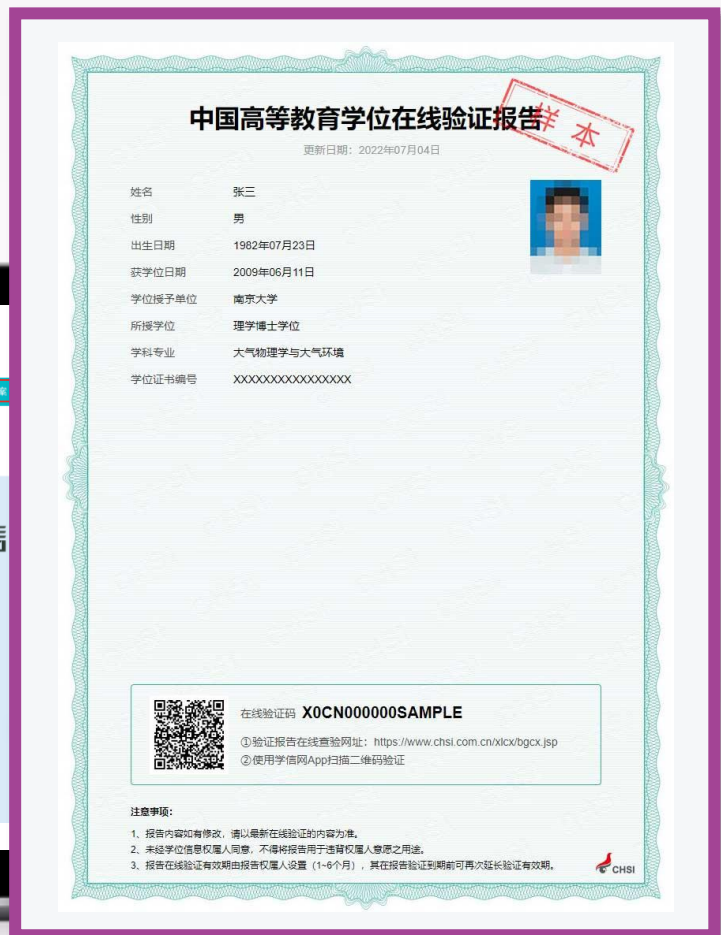 中国高等教育学位在线验证报告
样本
更新日期：2022年07月04日
姓名 张三
性别 男
出生日期 1982年07月23日
获学位日期 2009年06月11日
学位授予单位 南京大学
所授学位 理学博士学位
学科专业 大气物理学与大气环境
学位证书编号 XXXXXXXXXXXXXXXX
在线验证码 X0CN000000SAMPLE
①验证报告在线查验网址：https://www.chsi.com.cn/xlcx/bgcx.jsp
②使用学信网App扫描二维码验证
注意事项：
1、报告内容如有修改，请以最新在线验证的内容为准。
2、未经学位信息权属人同意，不得将报告用于违背权属人意愿之用途。
3、报告在线验证有效期由报告权属人设置（1~6个月），其在报告验证到期前可再次延长验证有效期。
CHSI